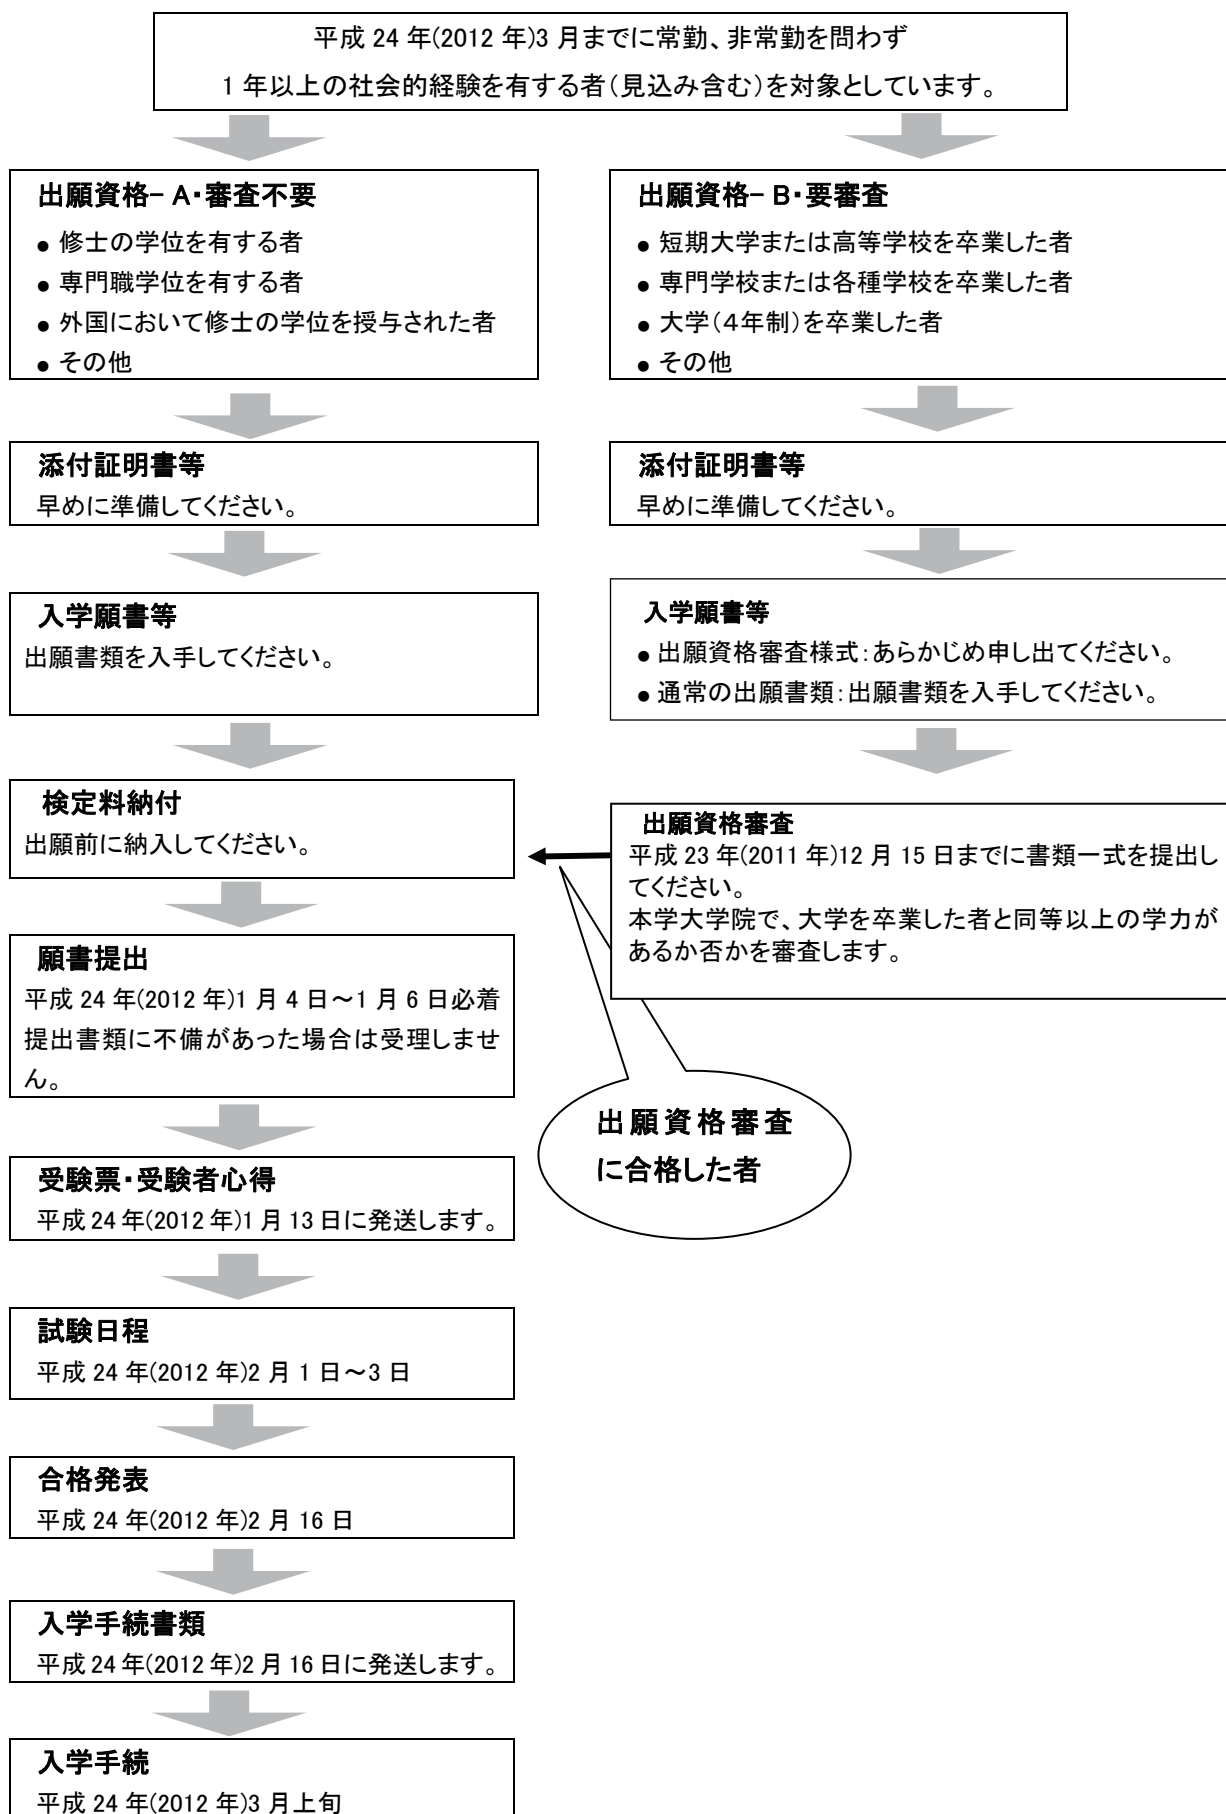 平成 24 年(2012 年)3 月までに常勤、非常勤を問わず
1 年以上の社会的経験を有する者(見込み含む)を対象としています。
出願資格− A・審査不要
● 修士の学位を有する者
● 専門職学位を有する者
● 外国において修士の学位を授与された者
● その他
出願資格− B・要審査
● 短期大学または高等学校を卒業した者
● 専門学校または各種学校を卒業した者
● 大学(4年制)を卒業した者
● その他
添付証明書等
早めに準備してください。
添付証明書等
早めに準備してください。
入学願書等
出願書類を入手してください。
入学願書等
● 出願資格審査様式:あらかじめ申し出てください。
● 通常の出願書類:出願書類を入手してください。
検定料納付
出願前に納入してください。
出願資格審査
平成 23 年(2011 年)12 月 15 日までに書類一式を提出し
てください。
本学大学院で、大学を卒業した者と同等以上の学力が
あるか否かを審査します。
願書提出
平成 24 年(2012 年)1 月 4 日~1 月 6 日必着
提出書類に不備があった場合は受理しませ
ん。
出願資格審査
に合格した者
受験票・受験者心得
平成 24 年(2012 年)1 月 13 日に発送します。
試験日程
平成 24 年(2012 年)2 月 1 日~3 日
合格発表
平成 24 年(2012 年)2 月 16 日
入学手続書類
平成 24 年(2012 年)2 月 16 日に発送します。
入学手続
平成 24 年(2012 年)3 月上旬